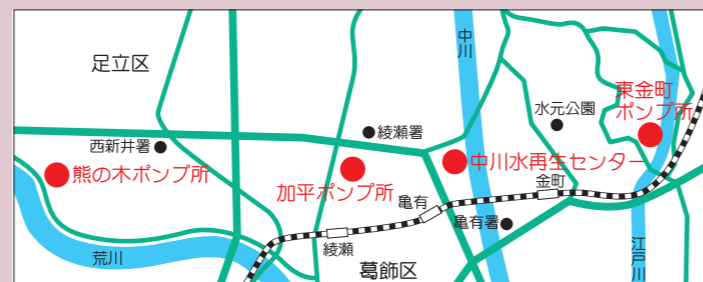 足立区
中川
東金町
ポンプ所
水元公園
綾瀬署
西新井署
熊の木ポンプ所
加平ポンプ所
中川水再生センター
金町
亀有
亀有署
綾瀬
荒川
葛飾区
江戸川